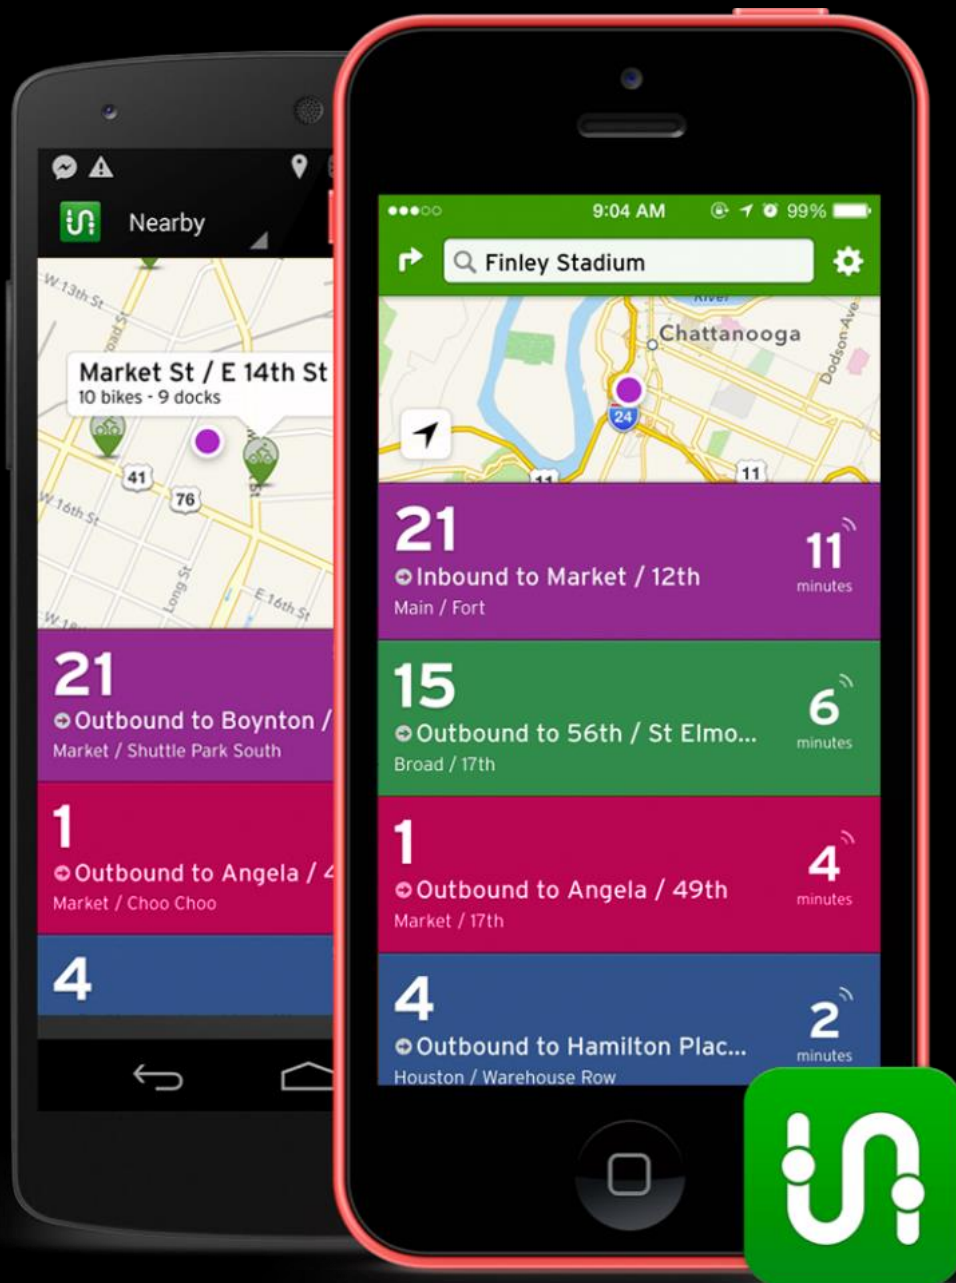 Nearby
W. 13th St
Market St / E 14th St
10 bikes - 9 docks
41
76
W. 16th St
Long St
E. 16th St
21
Outbound to Boynton /
Market / Shuttle Park South
1
Outbound to Angela / 4
Market / Choo Choo
4
9:04 AM
99%
Finley Stadium
River
Chattanooga
Dodson Ave
24
11
11
21
Inbound to Market / 12th
Main / Fort
11
minutes
15
Outbound to 56th / St Elmo...
Broad / 17th
6
minutes
1
Outbound to Angela / 49th
Market / 17th
4
minutes
4
Outbound to Hamilton Plac...
Houston / Warehouse Row
2
minutes